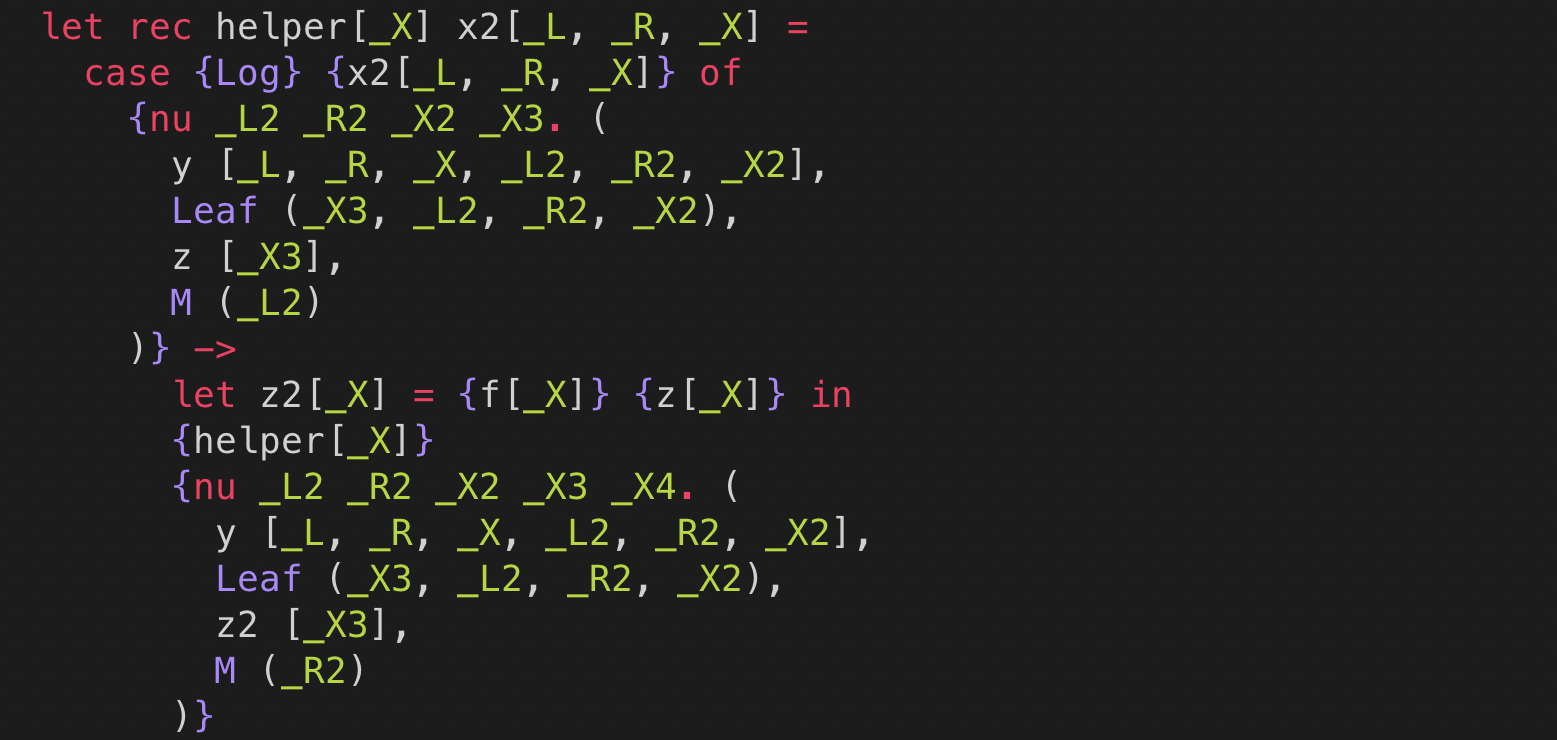 let rec helper[_X] x2[_L, _R, _X] =
  case {Log} {x2[_L, _R, _X]} of
    {nu _L2 _R2 _X2 _X3. (
      y [_L, _R, _X, _L2, _R2, _X2],
      Leaf (_X3, _L2, _R2, _X2),
      z [_X3],
      M (_L2)
    )} ->
      let z2[_X] = {f[_X]} {z[_X]} in
      {helper[_X]}
      {nu _L2 _R2 _X2 _X3 _X4. (
        y [_L, _R, _X, _L2, _R2, _X2],
        Leaf (_X3, _L2, _R2, _X2),
        z2 [_X3],
        M (_R2)
      )}